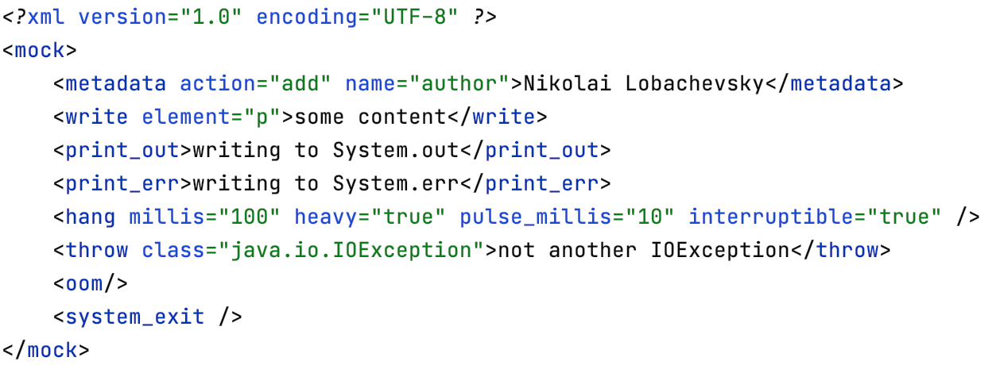 <?xml version="1.0" encoding="UTF-8" ?>
<mock>
    <metadata action="add" name="author">Nikolai Lobachevsky</metadata>
    <write element="p">some content</write>
    <print_out>writing to System.out</print_out>
    <print_err>writing to System.err</print_err>
    <hang millis="100" heavy="true" pulse_millis="10" interruptible="true" />
    <throw class="java.io.IOException">not another IOException</throw>
    <oom/>
    <system_exit />
</mock>